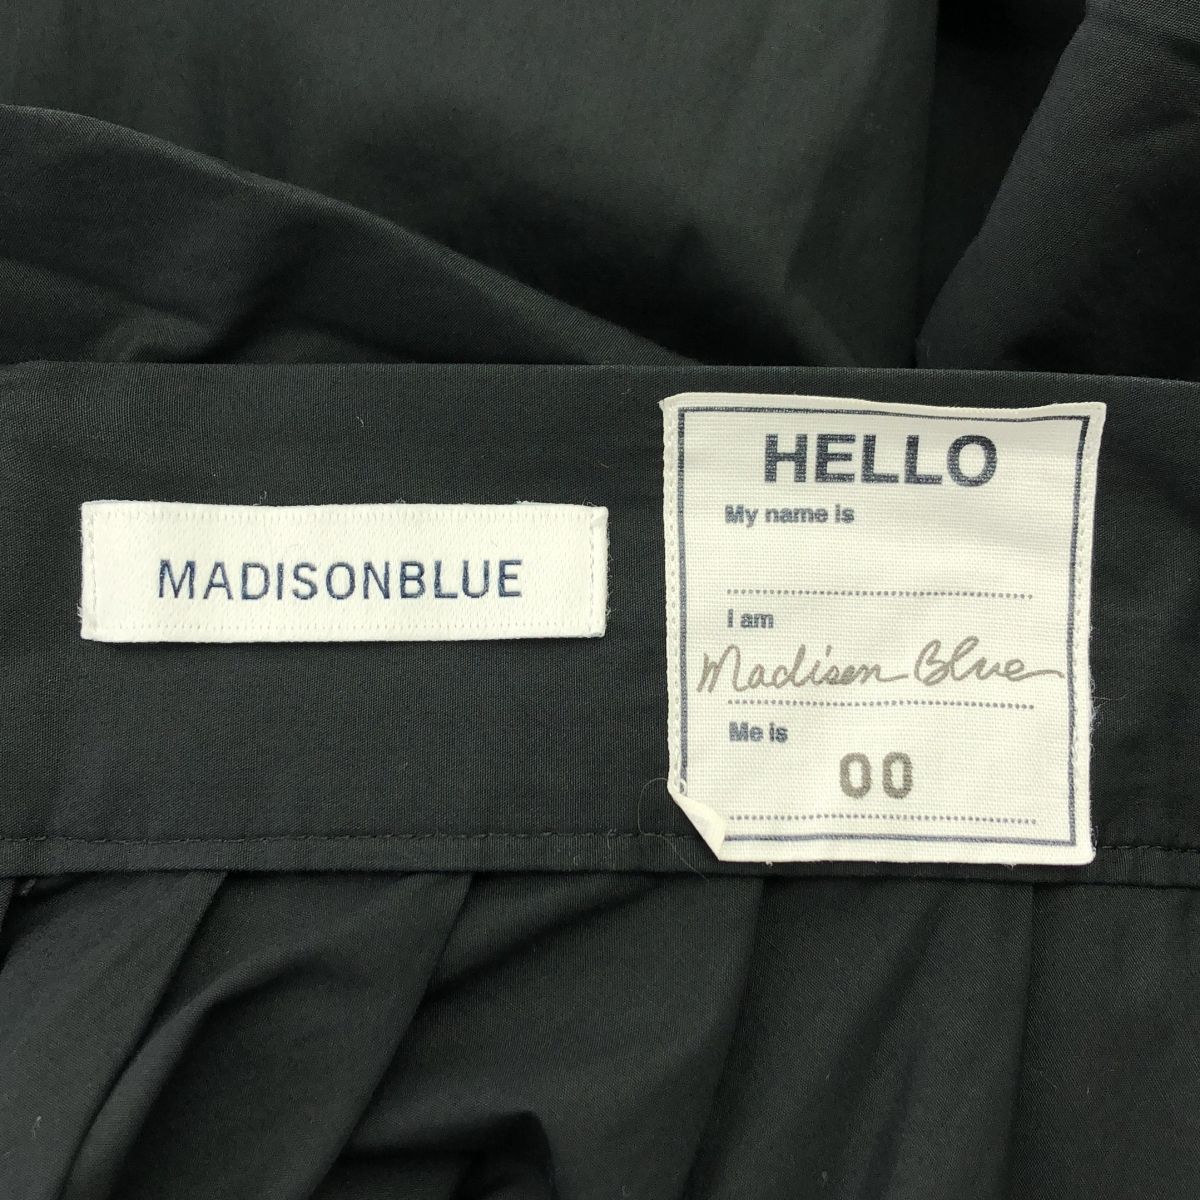 MADISONBLUE
HELLO
My name is
I am
Madison Blue
Me is
00